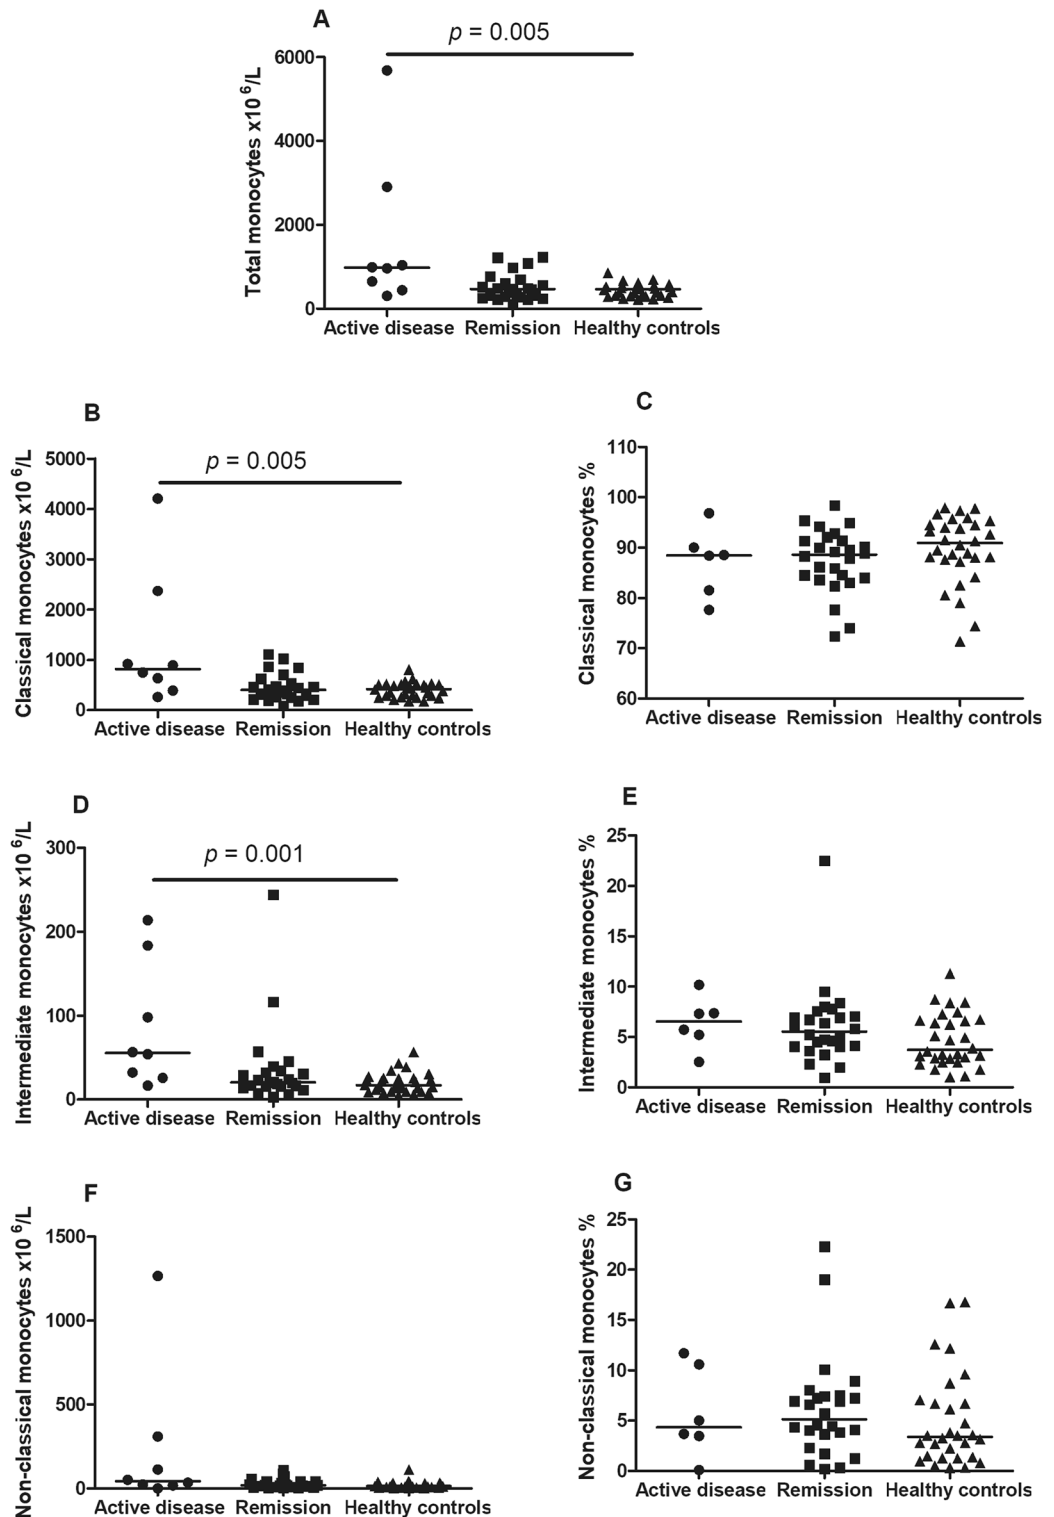 A
p = 0.005
Total monocytes x10 6/L
6000
4000
2000
0
Active disease Remission Healthy controls
B
p = 0.005
Classical monocytes x10 6/L
5000
4000
3000
2000
1000
0
Active disease Remission Healthy controls
C
Classical monocytes %
110
100
90
80
70
60
Active disease Remission Healthy controls
D
p = 0.001
Intermediate monocytes x10 6/L
300
200
100
0
Active disease Remission Healthy controls
E
Intermediate monocytes %
25
20
15
10
5
0
Active disease Remission Healthy controls
F
Non-classical monocytes x10 6/L
1500
1000
500
0
Active disease Remission Healthy controls
G
Non-classical monocytes %
25
20
15
10
5
0
Active disease Remission Healthy controls